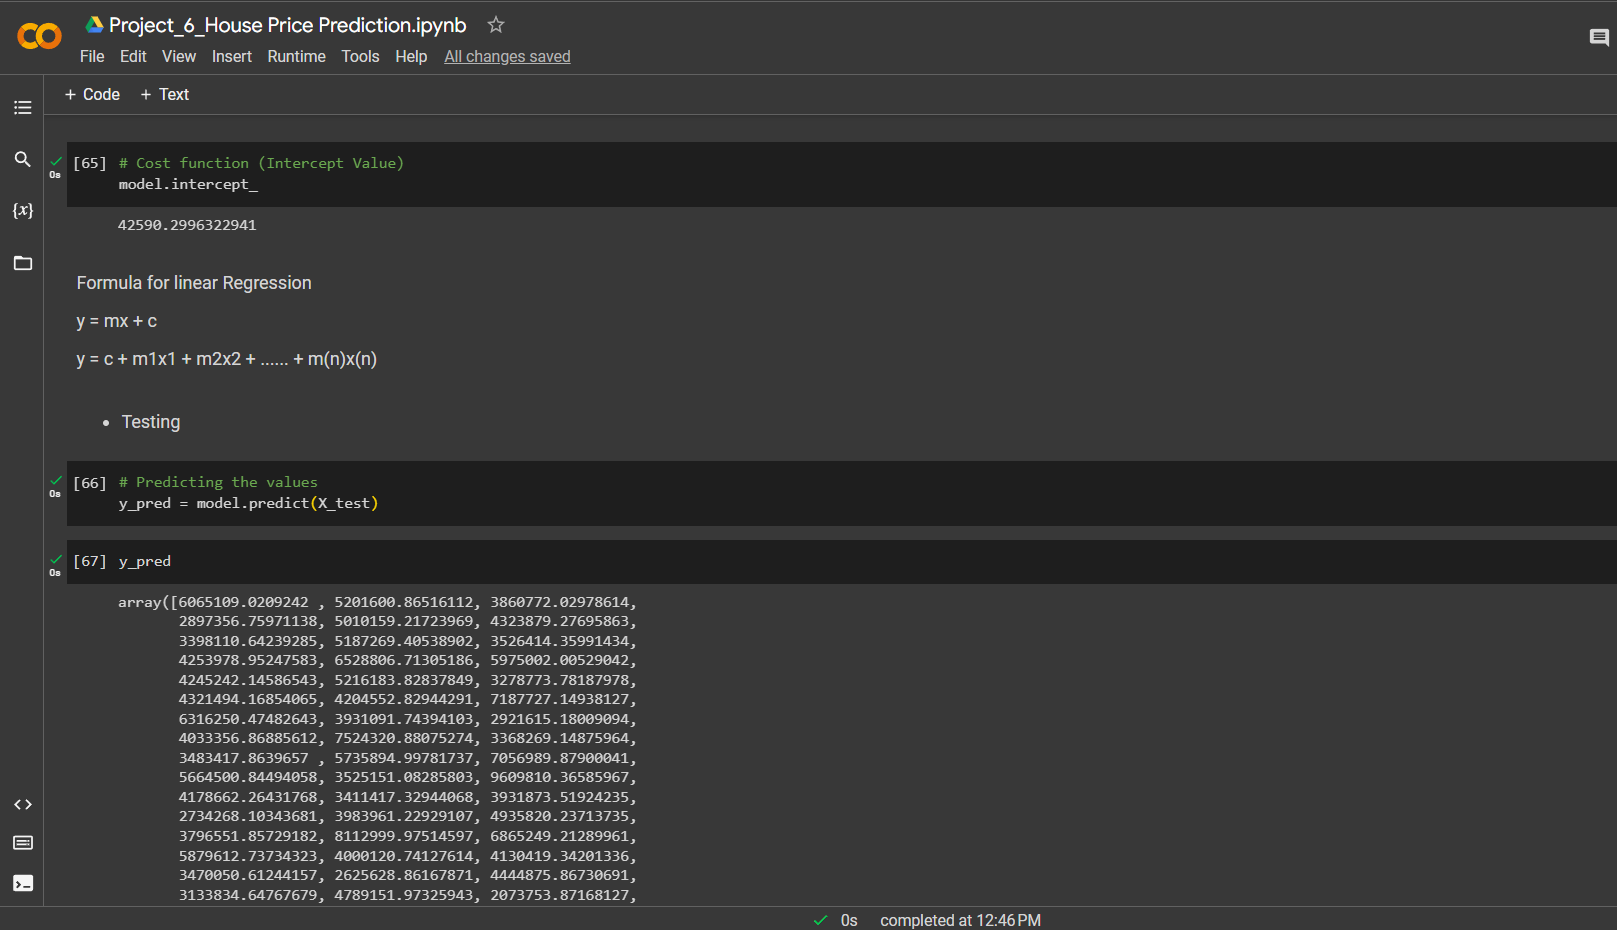 Project_6_House Price Prediction.ipynb
File Edit View Insert Runtime Tools Help All changes saved
+ Code + Text
[65] # Cost function (Intercept Value)
0s
model.intercept_
42590.2996322941
Formula for linear Regression
y = mx + c
y = c + m1x1 + m2x2 + ...... + m(n)x(n)
• Testing
[66] # Predicting the values
0s
y_pred = model.predict(X_test)
[67] y_pred
0s
array([6065109.0209242 , 5201600.86516112, 3860772.02978614,
2897356.75971138, 5010159.21723969, 4323879.27695863,
3398110.64239285, 5187269.40538902, 3526414.35991434,
4253978.95247583, 6528806.71305186, 5975002.00529042,
4245242.14586543, 5216183.82837849, 3278773.78187978,
4321494.16854065, 4204552.82944291, 7187727.14938127,
6316250.47482643, 3931091.74394103, 2921615.18009094,
4033356.86885612, 7524320.88075274, 3368269.14875964,
3483417.8639657 , 5735894.99781737, 7056989.87900041,
5664500.84494058, 3525151.08285803, 9609810.36585967,
4178662.26431768, 3411417.32944068, 3931873.51924235,
2734268.10343681, 3983961.22929107, 4935820.23713735,
3796551.85729182, 8112999.97514597, 6865249.21289961,
5879612.73734323, 4000120.74127614, 4130419.34201336,
3470050.61244157, 2625628.86167871, 4444875.86730691,
3133834.64767679, 4789151.97325943, 2073753.87168127,
0s completed at 12:46 PM